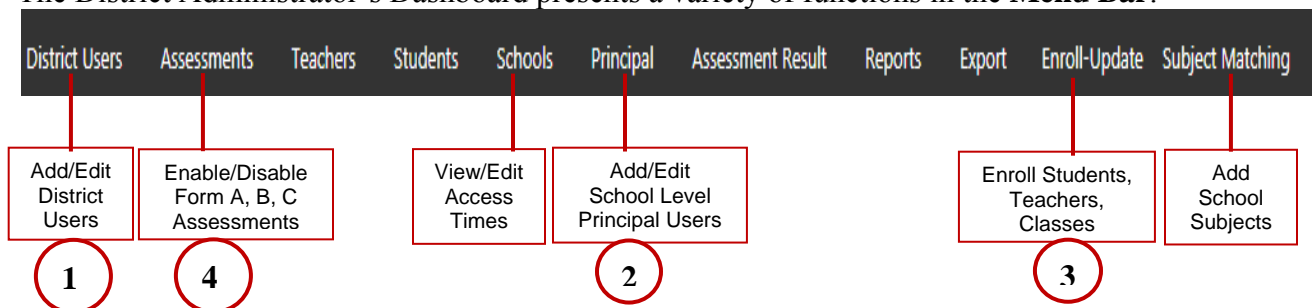 The District Administrator's Dashboard presents a variety of functions in the Menu Bar:
District Users Assessments Teachers Students Schools Principal Assessment Result Reports Export Enroll-Update Subject Matching
Add/Edit
District
Users
Enable/Disable
Form A, B, C
Assessments
View/Edit
Access
Times
Add/Edit
School Level
Principal Users
Enroll Students,
Teachers,
Classes
Add
School
Subjects
1
4
2
3